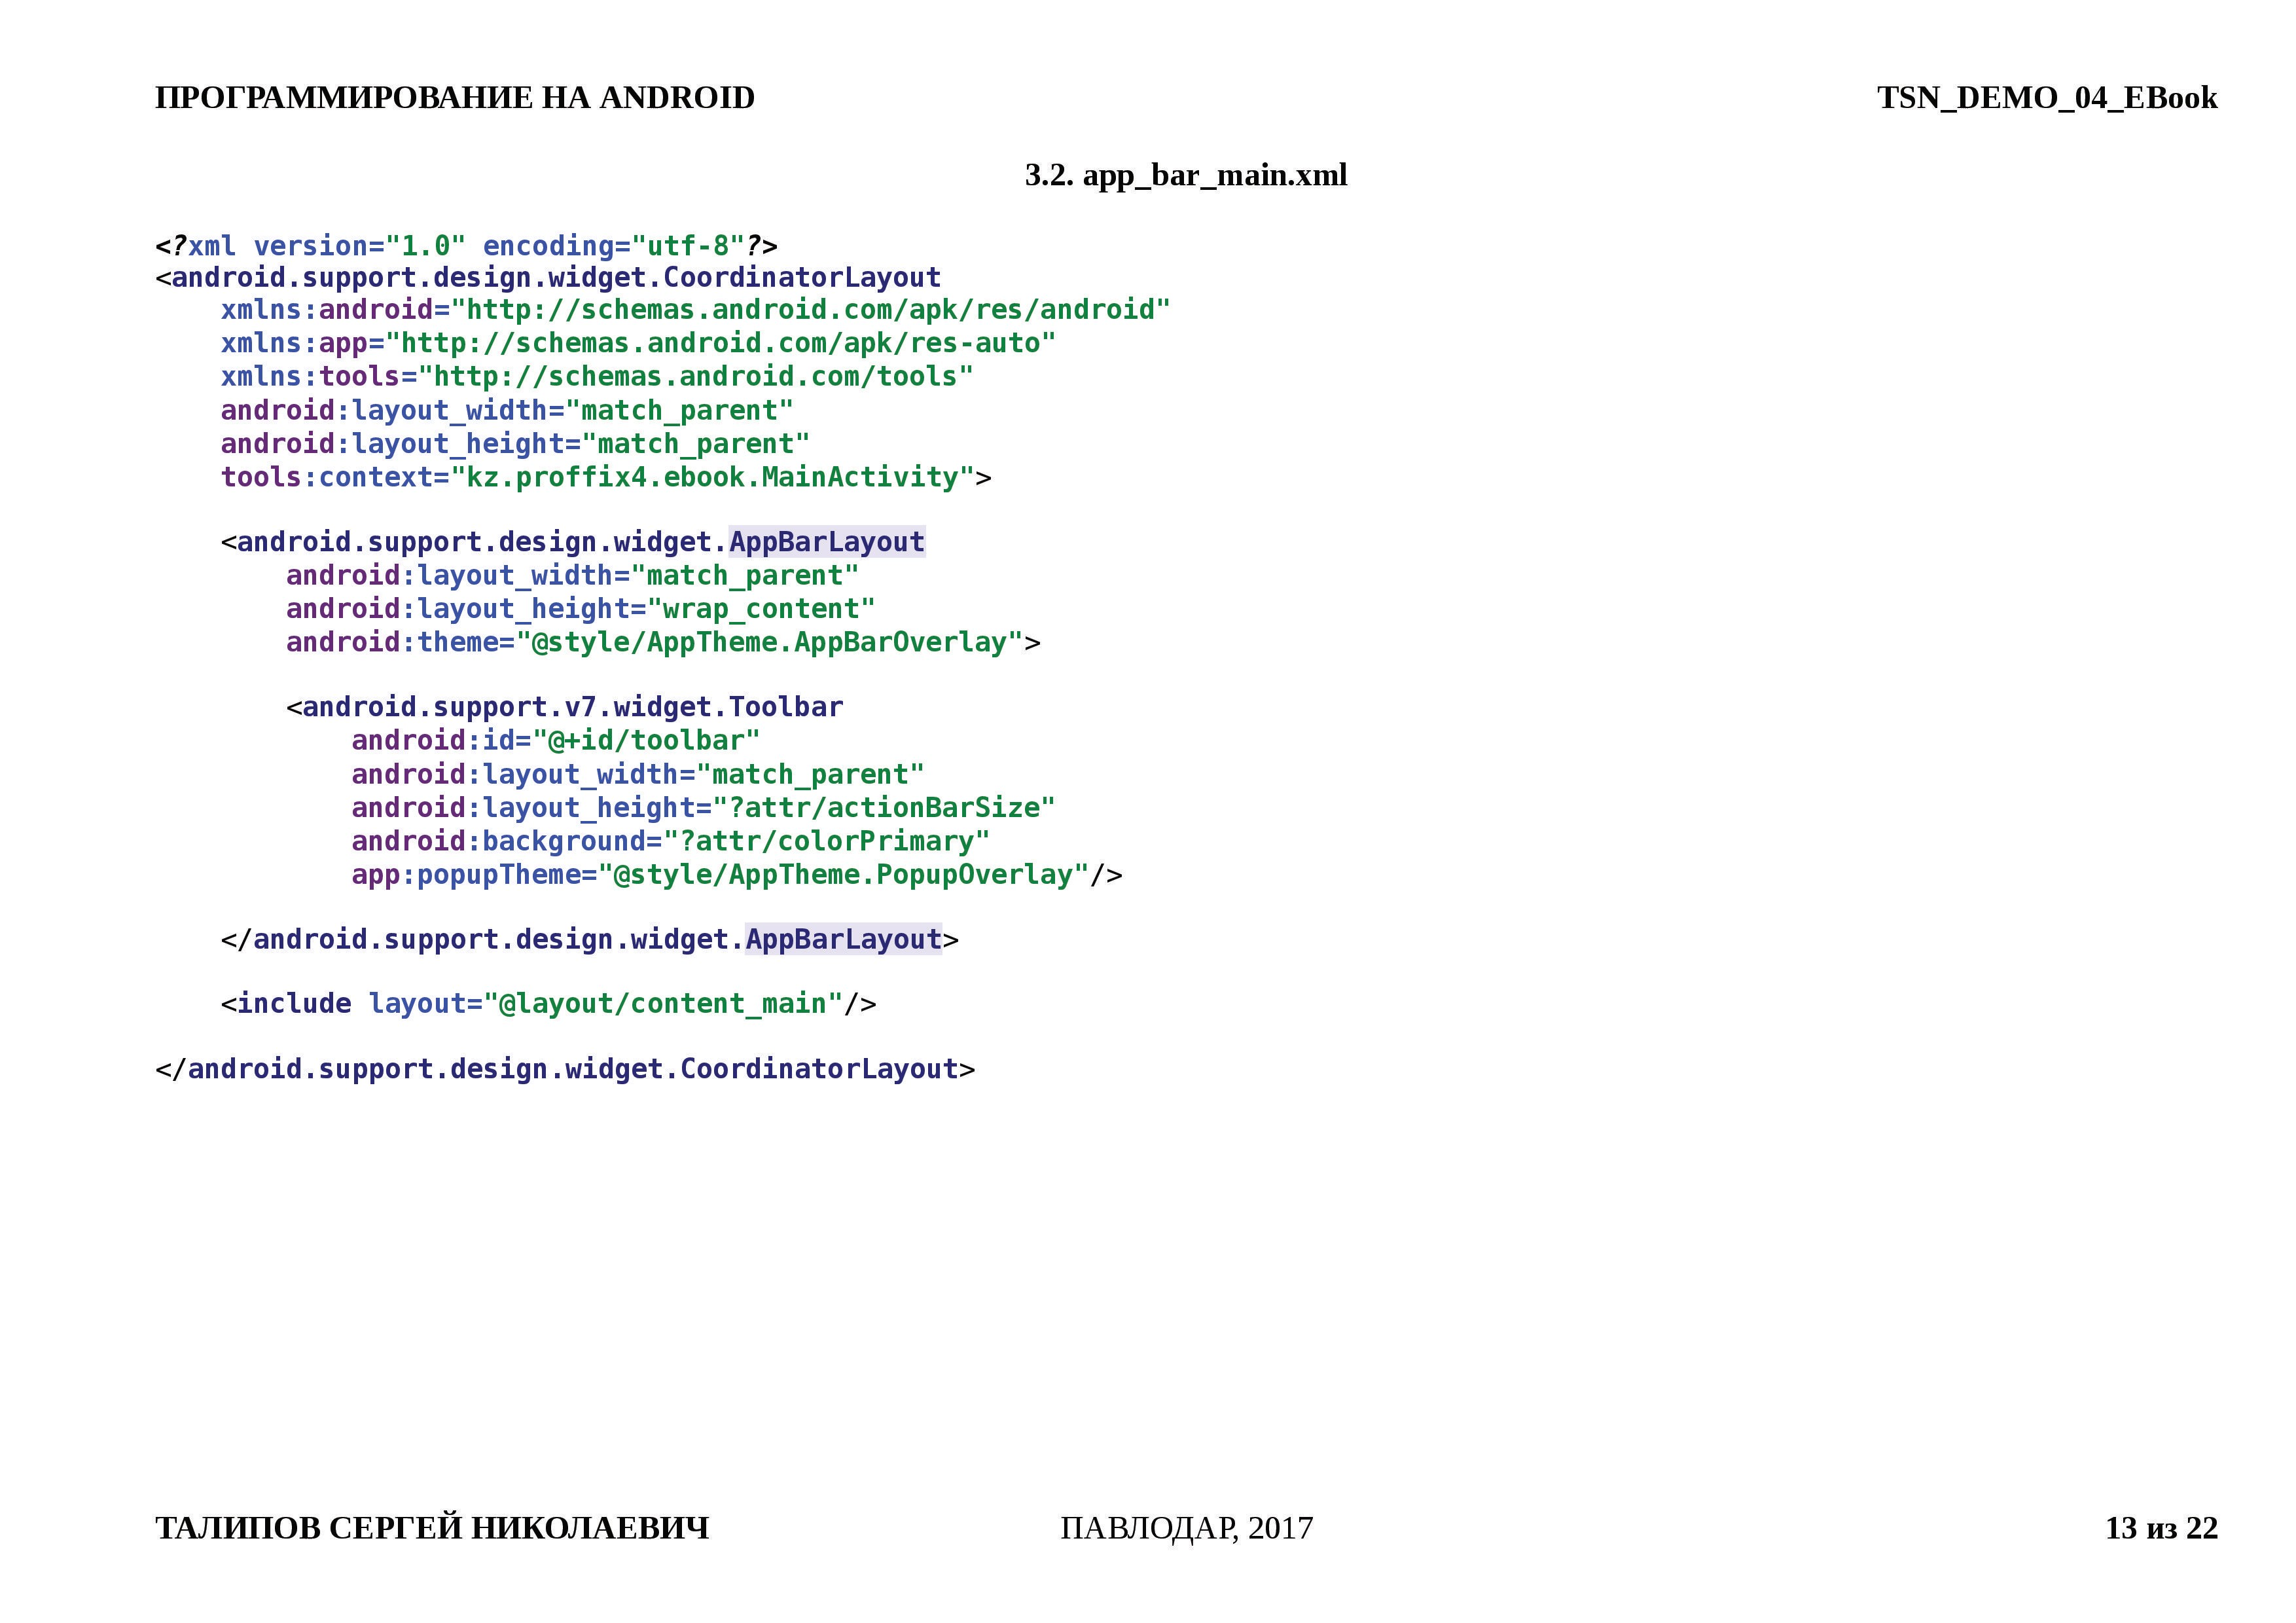 ПРОГРАММИРОВАНИЕ НА ANDROID TSN_DEMO_04_EBook
3.2. app_bar_main.xml
<?xml version="1.0" encoding="utf-8"?>
<android.support.design.widget.CoordinatorLayout
    xmlns:android="http://schemas.android.com/apk/res/android"
    xmlns:app="http://schemas.android.com/apk/res-auto"
    xmlns:tools="http://schemas.android.com/tools"
    android:layout_width="match_parent"
    android:layout_height="match_parent"
    tools:context="kz.proffix4.ebook.MainActivity">
    <android.support.design.widget.AppBarLayout
        android:layout_width="match_parent"
        android:layout_height="wrap_content"
        android:theme="@style/AppTheme.AppBarOverlay">
        <android.support.v7.widget.Toolbar
            android:id="@+id/toolbar"
            android:layout_width="match_parent"
            android:layout_height="?attr/actionBarSize"
            android:background="?attr/colorPrimary"
            app:popupTheme="@style/AppTheme.PopupOverlay"/>
    </android.support.design.widget.AppBarLayout>
    <include layout="@layout/content_main"/>
</android.support.design.widget.CoordinatorLayout>
ТАЛИПОВ СЕРГЕЙ НИКОЛАЕВИЧ ПАВЛОДАР, 2017 13 из 22